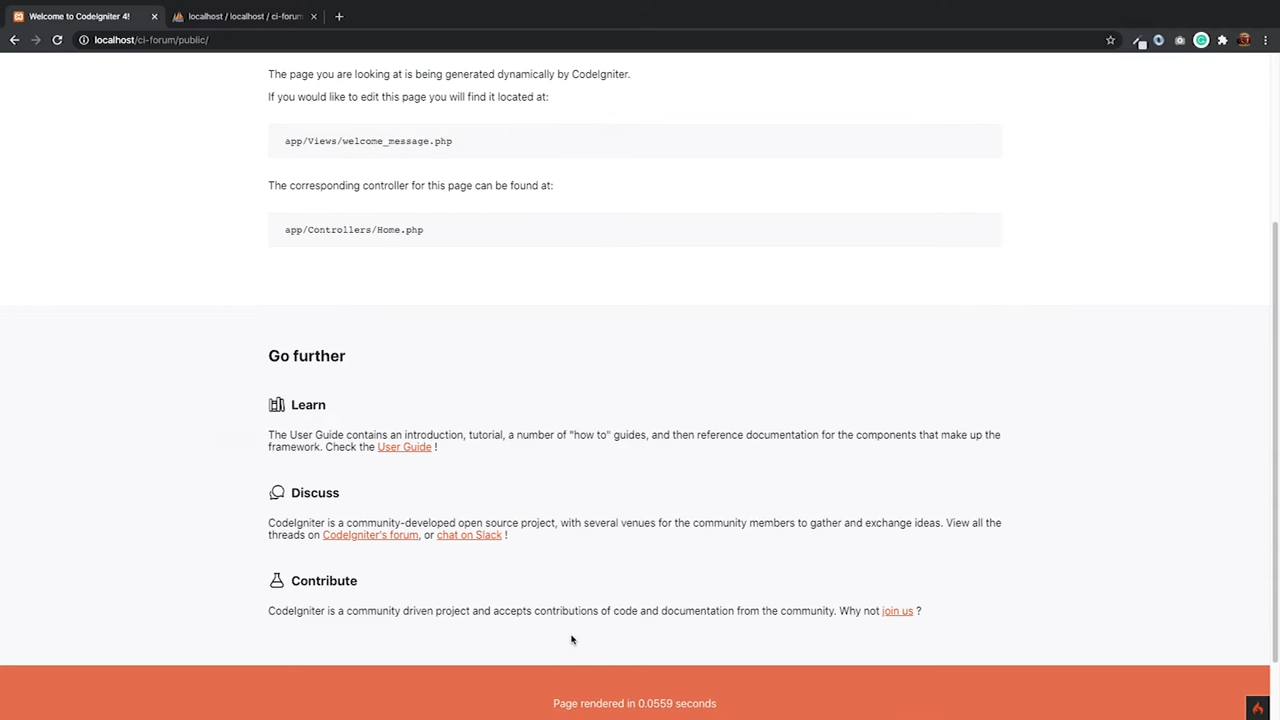 Welcome to CodeIgniter 4!
localhost / localhost / ci-forum
localhost/ci-forum/public/
The page you are looking at is being generated dynamically by CodeIgniter.
If you would like to edit this page you will find it located at:
app/Views/welcome_message.php
The corresponding controller for this page can be found at:
app/Controllers/Home.php
Go further
Learn
The User Guide contains an introduction, tutorial, a number of "how to" guides, and then reference documentation for the components that make up the
framework. Check the User Guide !
Discuss
CodeIgniter is a community-developed open source project, with several venues for the community members to gather and exchange ideas. View all the
threads on CodeIgniter's forum, or chat on Slack !
Contribute
CodeIgniter is a community driven project and accepts contributions of code and documentation from the community. Why not join us ?
Page rendered in 0.0559 seconds